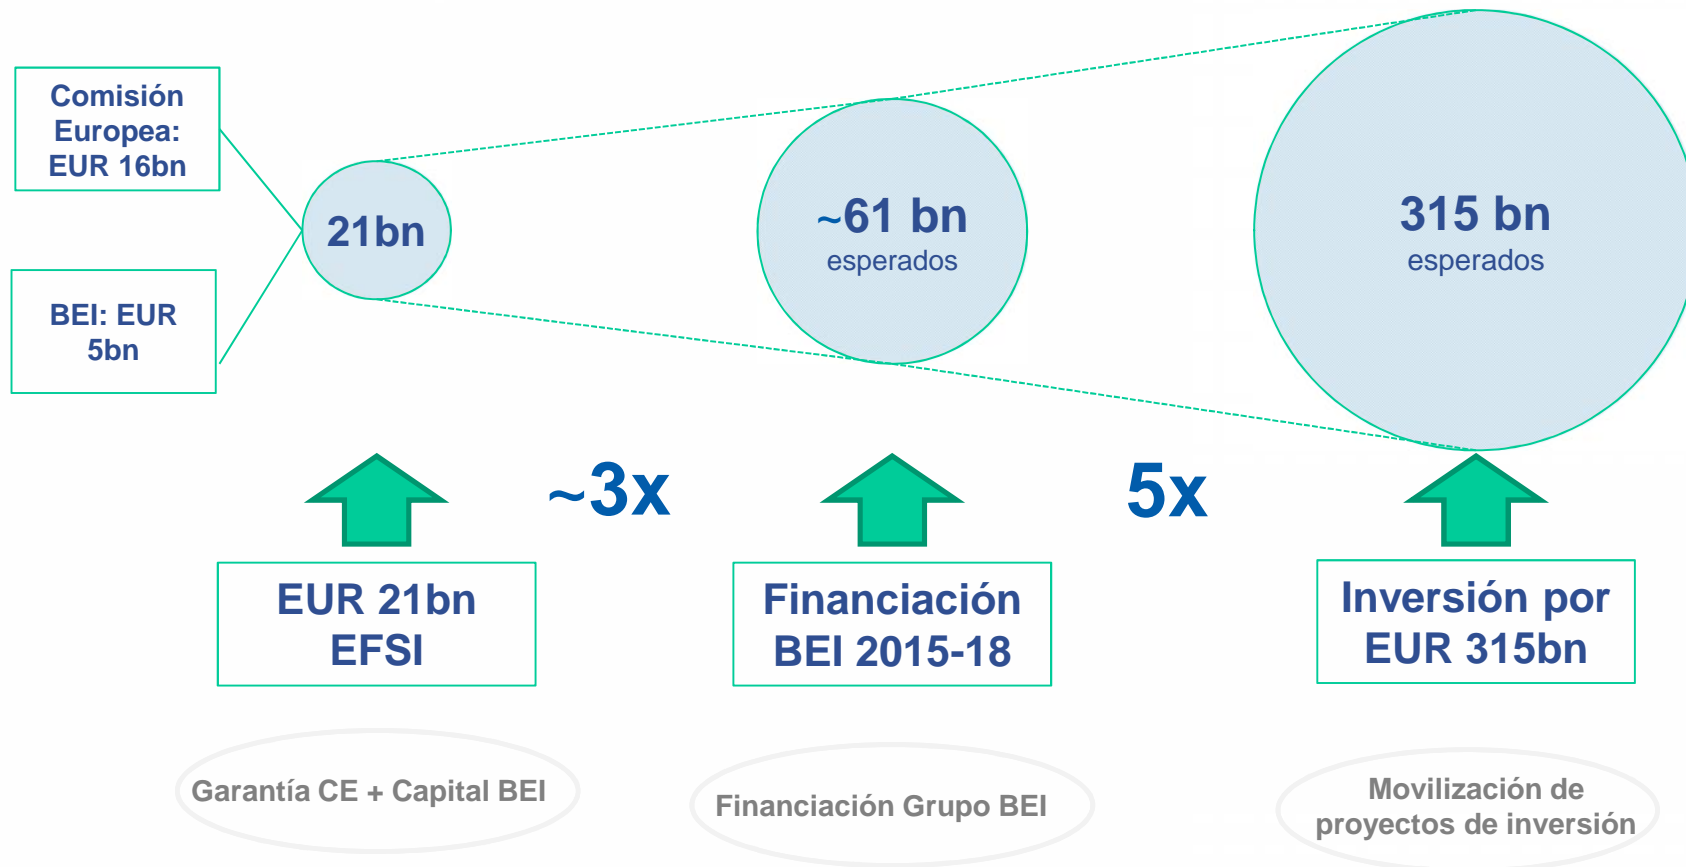 Comisión
Europea:
EUR 16bn
BEI: EUR
5bn
21bn
~61 bn
esperados
315 bn
esperados
~3x
5x
EUR 21bn
EFSI
Financiación
BEI 2015-18
Inversión por
EUR 315bn
Garantía CE + Capital BEI
Financiación Grupo BEI
Movilización de
proyectos de inversión